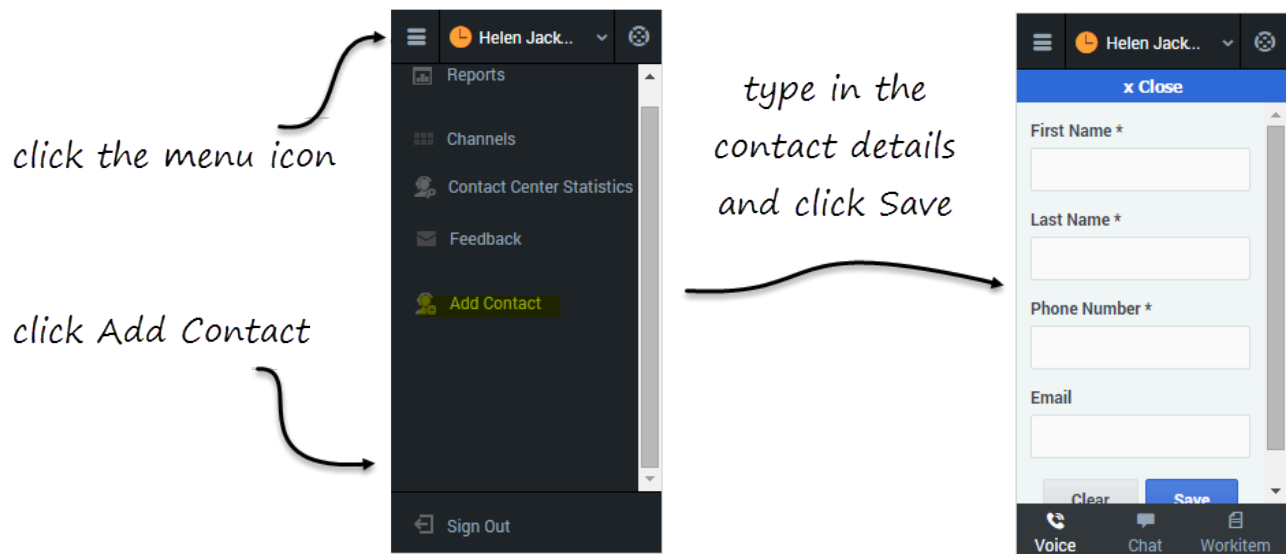 click the menu icon
click Add Contact
Helen Jack...
Reports
Channels
Contact Center Statistics
Feedback
Add Contact
Sign Out
type in the
contact details
and click Save
Helen Jack...
x Close
First Name *
Last Name *
Phone Number *
Email
Clear Save
Voice Chat Workitem